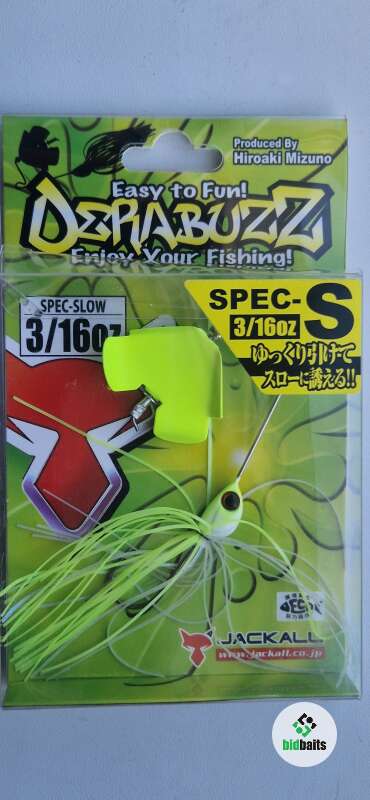 Produced By
Hiroaki Mizuno
Easy to Fun!
DERABUZZ
Enjoy Your Fishing!
SPEC-SLOW
3/16oz
SPEC-S
3/16oz
ゆっくり引けて
スローに誘える!!
JACKALL
www.jackall.co.jp
bidbaits